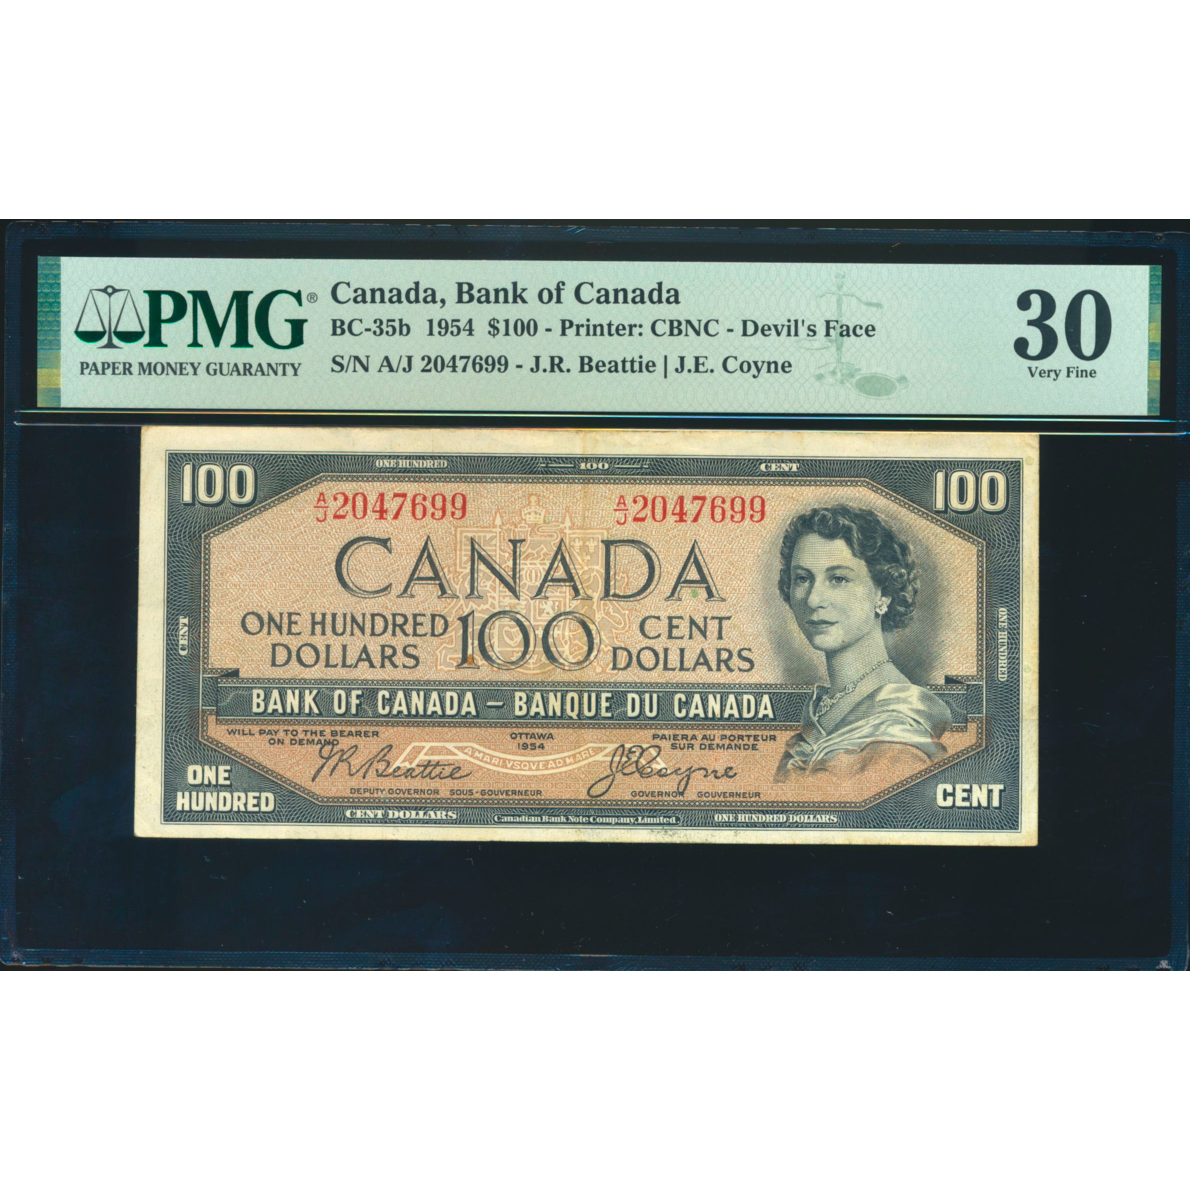 PMG®
PAPER MONEY GUARANTY
Canada, Bank of Canada
BC-35b 1954 $100 - Printer: CBNC - Devil's Face
S/N A/J 2047699 - J.R. Beattie | J.E. Coyne
30
Very Fine
ONE HUNDRED 100 CENT
100 100
A/J 2047699 A/J 2047699
CANADA
ONE HUNDRED DOLLARS 100 CENT DOLLARS
CENT ONE HUNDRED
BANK OF CANADA – BANQUE DU CANADA
WILL PAY TO THE BEARER ON DEMAND
OTTAWA
1954
PAIERA AU PORTEUR SUR DEMANDE
A MARI VSQVE AD MARE
JRBeattie JECoyne
DEPUTY GOVERNOR SOUS-GOUVERNEUR GOVERNOR GOUVERNEUR
ONE HUNDRED CENT
CENT DOLLARS Canadian Bank Note Company, Limited. ONE HUNDRED DOLLARS